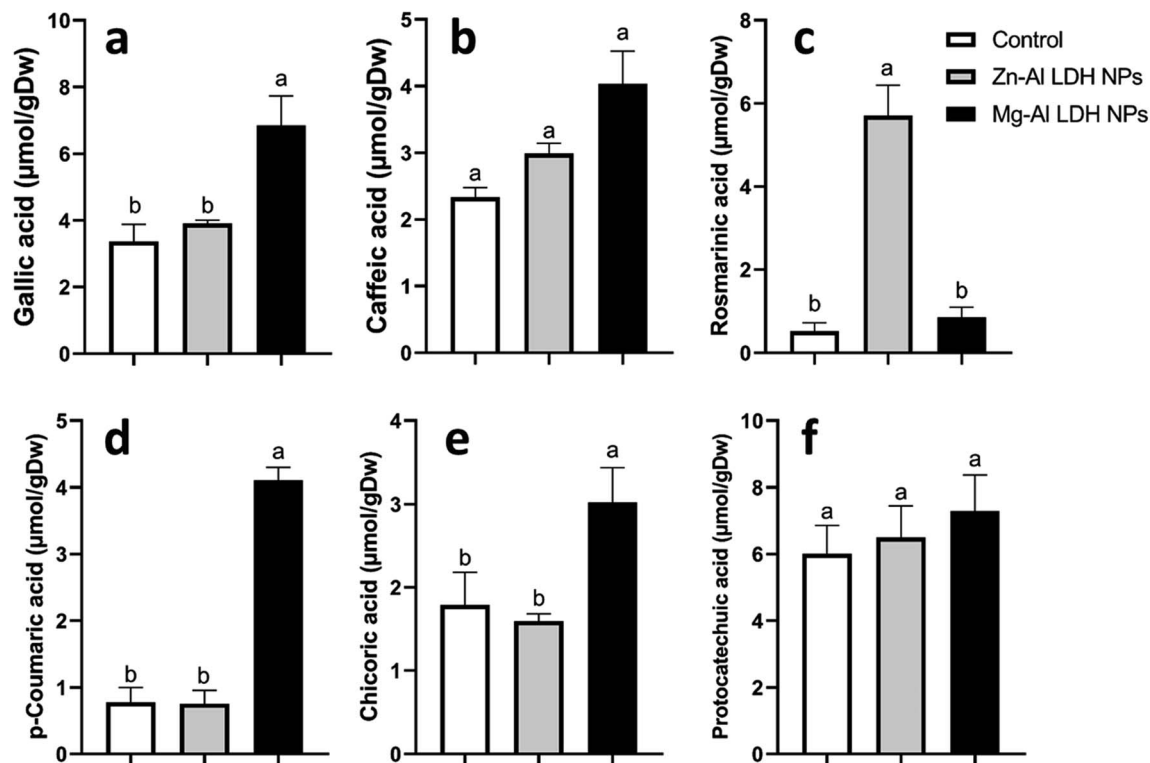 a
Gallic acid (µmol/gDw)
10
8
6
4
2
0
b
b
a
b
Caffeic acid (µmol/gDw)
5
4
3
2
1
0
a
a
a
c
Rosmarinic acid (µmol/gDw)
8
6
4
2
0
b
a
b
Control
Zn-Al LDH NPs
Mg-Al LDH NPs
d
p-Coumaric acid (µmol/gDw)
5
4
3
2
1
0
b
b
a
e
Chicoric acid (µmol/gDw)
4
3
2
1
0
b
b
a
f
Protocatechuic acid (µmol/gDw)
10
8
6
4
2
0
a
a
a